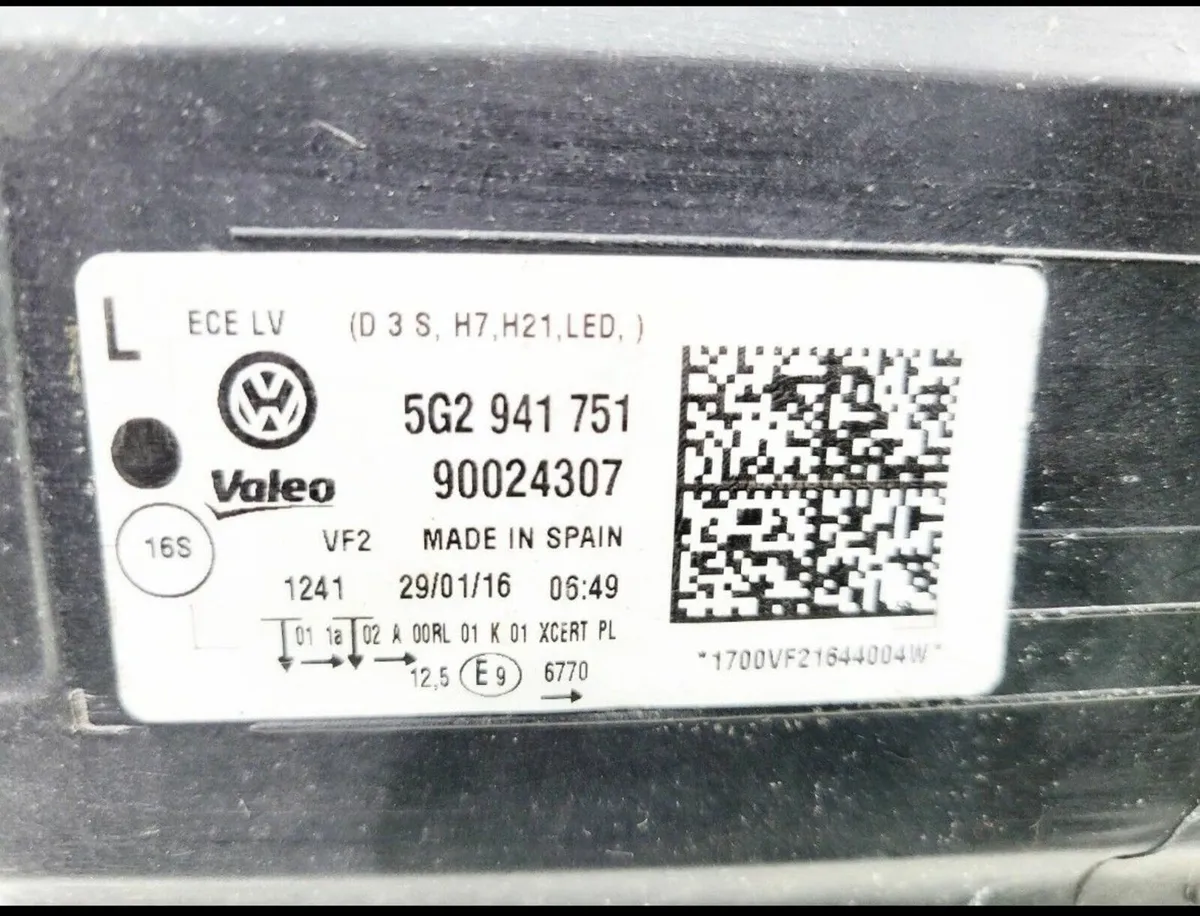 L ECE LV (D 3 S, H7,H21,LED, )
5G2 941 751
Valeo 90024307
16S VF2 MADE IN SPAIN
1241 29/01/16 06:49
01 1a 02 A 00RL 01 K 01 XCERT PL
12,5 E9 6770
*1700VF21644004W*